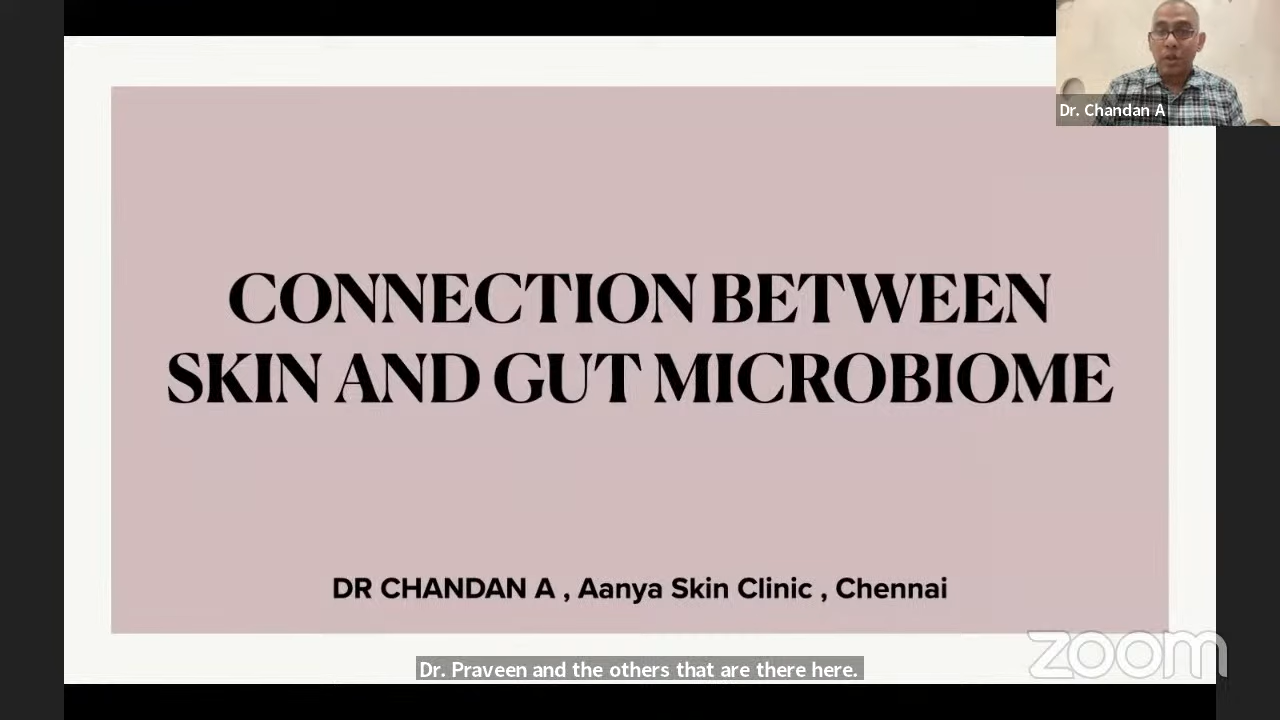 Dr. Chandan A
CONNECTION BETWEEN
SKIN AND GUT MICROBIOME
DR CHANDAN A , Aanya Skin Clinic , Chennai
Dr. Praveen and the others that are there here.
zoom